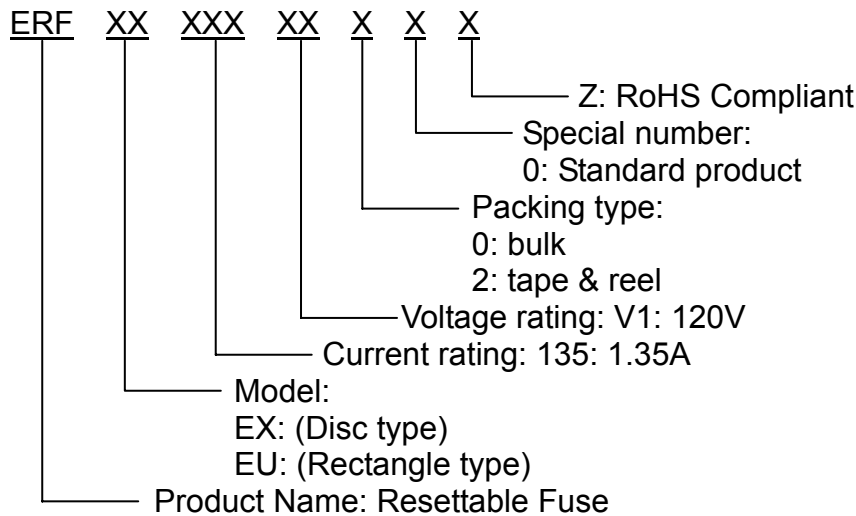 ERF XX XXX XX X X X
Z: RoHS Compliant
Special number:
0: Standard product
Packing type:
0: bulk
2: tape & reel
Voltage rating: V1: 120V
Current rating: 135: 1.35A
Model:
EX: (Disc type)
EU: (Rectangle type)
Product Name: Resettable Fuse